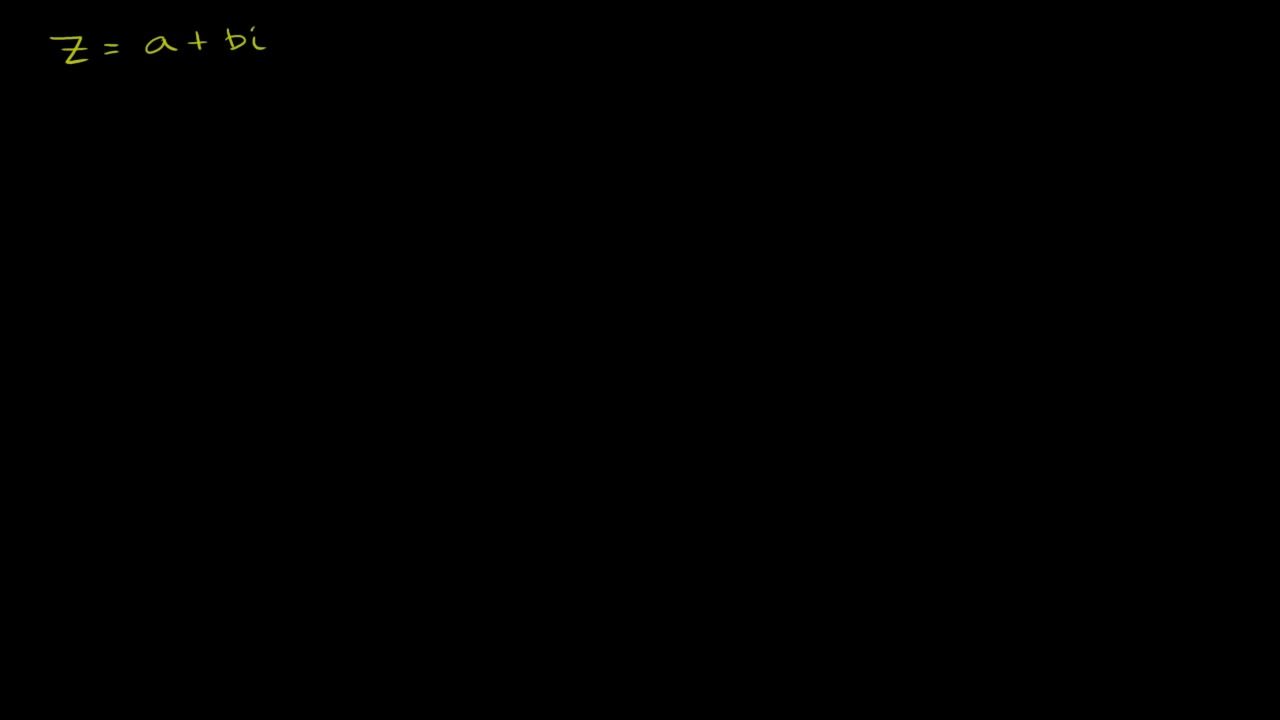 z = a + bi